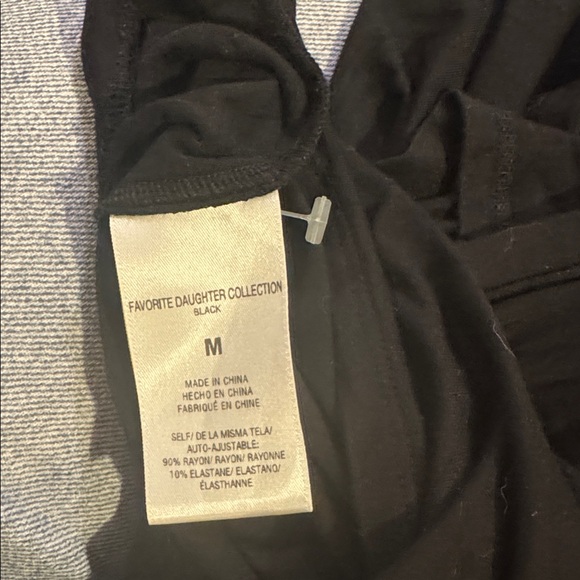 FAVORITE DAUGHTER COLLECTION
BLACK
M
MADE IN CHINA
HECHO EN CHINA
FABRIQUÉ EN CHINE
SELF/ DE LA MISMA TELA/
AUTO-AJUSTABLE:
90% RAYON/ RAYON/ RAYONNE
10% ELASTANE/ ELASTANO/
ÉLASTHANNE